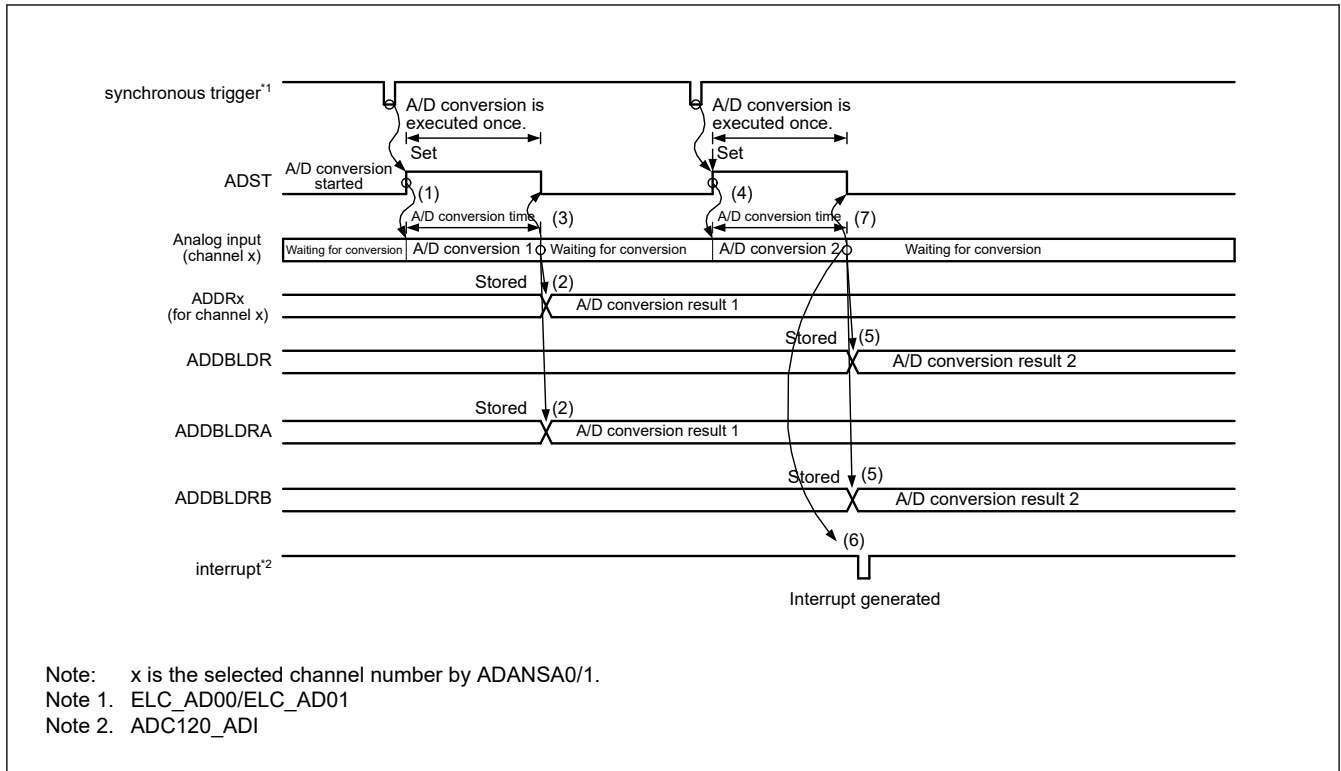 synchronous trigger*1
A/D conversion is
executed once.
A/D conversion is
executed once.
Set
Set
ADST
A/D conversion
started
(1)
(4)
A/D conversion time
(3)
A/D conversion time
(7)
Analog input
(channel x)
Waiting for conversion
A/D conversion 1
Waiting for conversion
A/D conversion 2
Waiting for conversion
Stored
(2)
ADDRx
(for channel x)
A/D conversion result 1
Stored
(5)
ADDBLDR
A/D conversion result 2
Stored
(2)
ADDBLDRA
A/D conversion result 1
Stored
(5)
ADDBLDRB
A/D conversion result 2
(6)
interrupt*2
Interrupt generated
Note: x is the selected channel number by ADANSA0/1.
Note 1. ELC_AD00/ELC_AD01
Note 2. ADC120_ADI